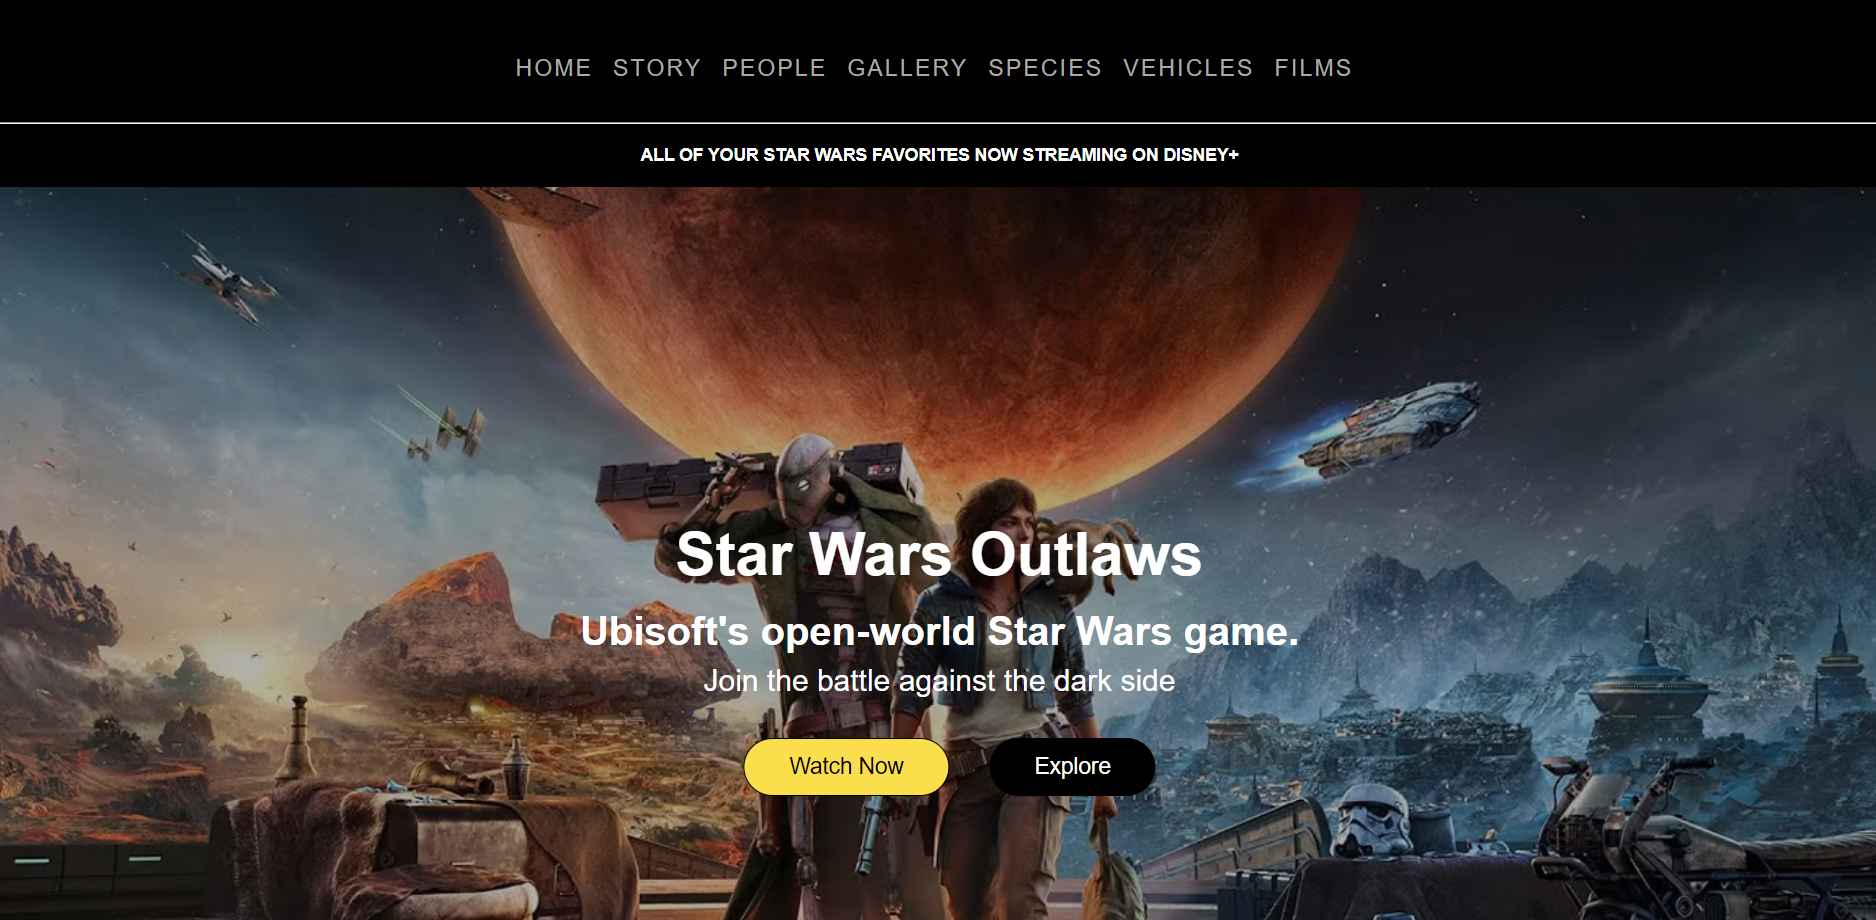 HOME STORY PEOPLE GALLERY SPECIES VEHICLES FILMS
ALL OF YOUR STAR WARS FAVORITES NOW STREAMING ON DISNEY+
Star Wars Outlaws
Ubisoft's open-world Star Wars game.
Join the battle against the dark side
Watch Now Explore